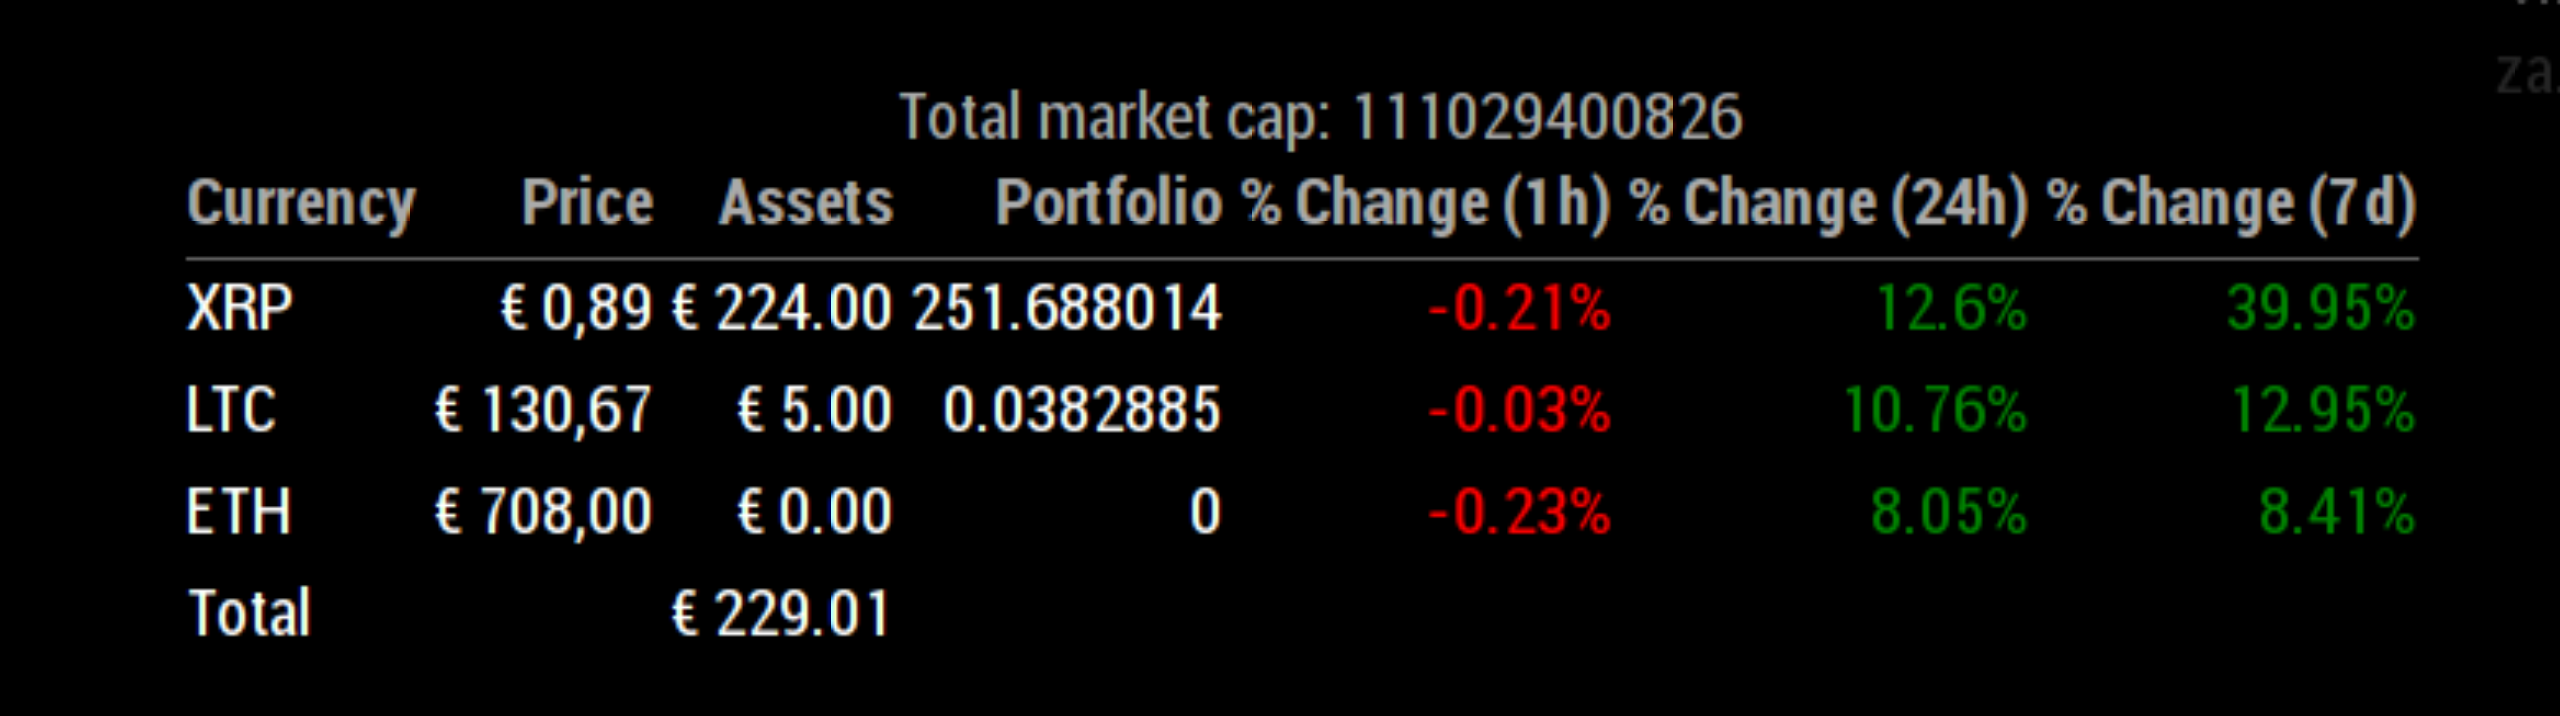 za.
Total market cap: 111029400826
Currency Price Assets Portfolio % Change (1h) % Change (24h) % Change (7d)
XRP € 0,89 € 224.00 251.688014 -0.21% 12.6% 39.95%
LTC € 130,67 € 5.00 0.0382885 -0.03% 10.76% 12.95%
ETH € 708,00 € 0.00 0 -0.23% 8.05% 8.41%
Total € 229.01